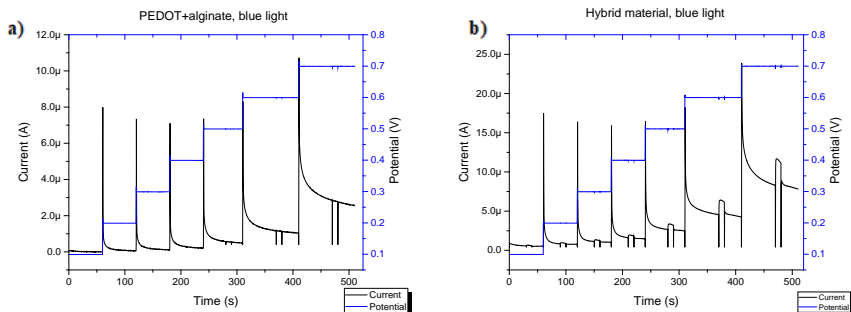 a)
PEDOT+alginate, blue light
12.0µ
10.0µ
8.0µ
6.0µ
4.0µ
2.0µ
0.0
Current (A)
0.8
0.7
0.6
0.5
0.4
0.3
0.2
0.1
Potential (V)
0 100 200 300 400 500
Time (s)
Current
Potential
b)
Hybrid material, blue light
25.0µ
20.0µ
15.0µ
10.0µ
5.0µ
0.0
Current (A)
0.8
0.7
0.6
0.5
0.4
0.3
0.2
0.1
Potential (V)
0 100 200 300 400 500
Time (s)
Current
Potential